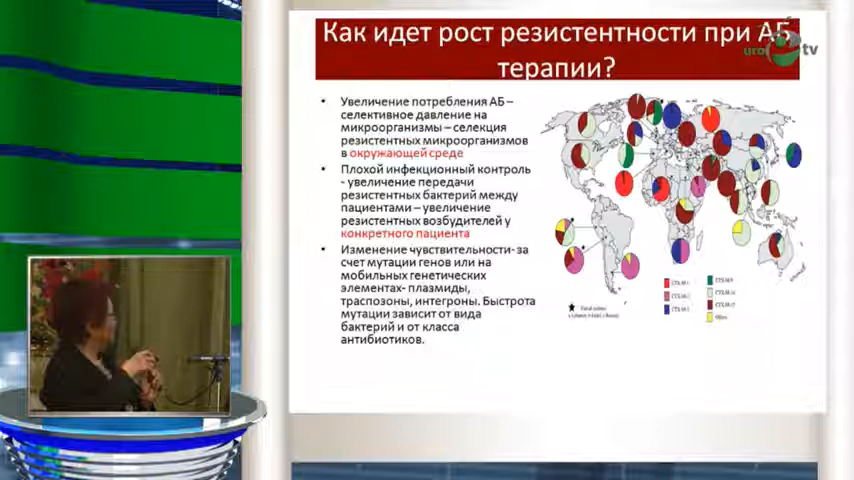 Как идет рост резистентности при АБ
терапии?
uro tv
• Увеличение потребления АБ –
селективное давление на
микроорганизмы – селекция
резистентных микроорганизмов
в окружающей среде
• Плохой инфекционный контроль
- увеличение передачи
резистентных бактерий между
пациентами – увеличение
резистентных возбудителей у
конкретного пациента
• Изменение чувствительности- за
счет мутации генов или на
мобильных генетических
элементах- плазмиды,
траспозоны, интегроны. Быстрота
мутации зависит от вида
бактерий и от класса
антибиотиков.